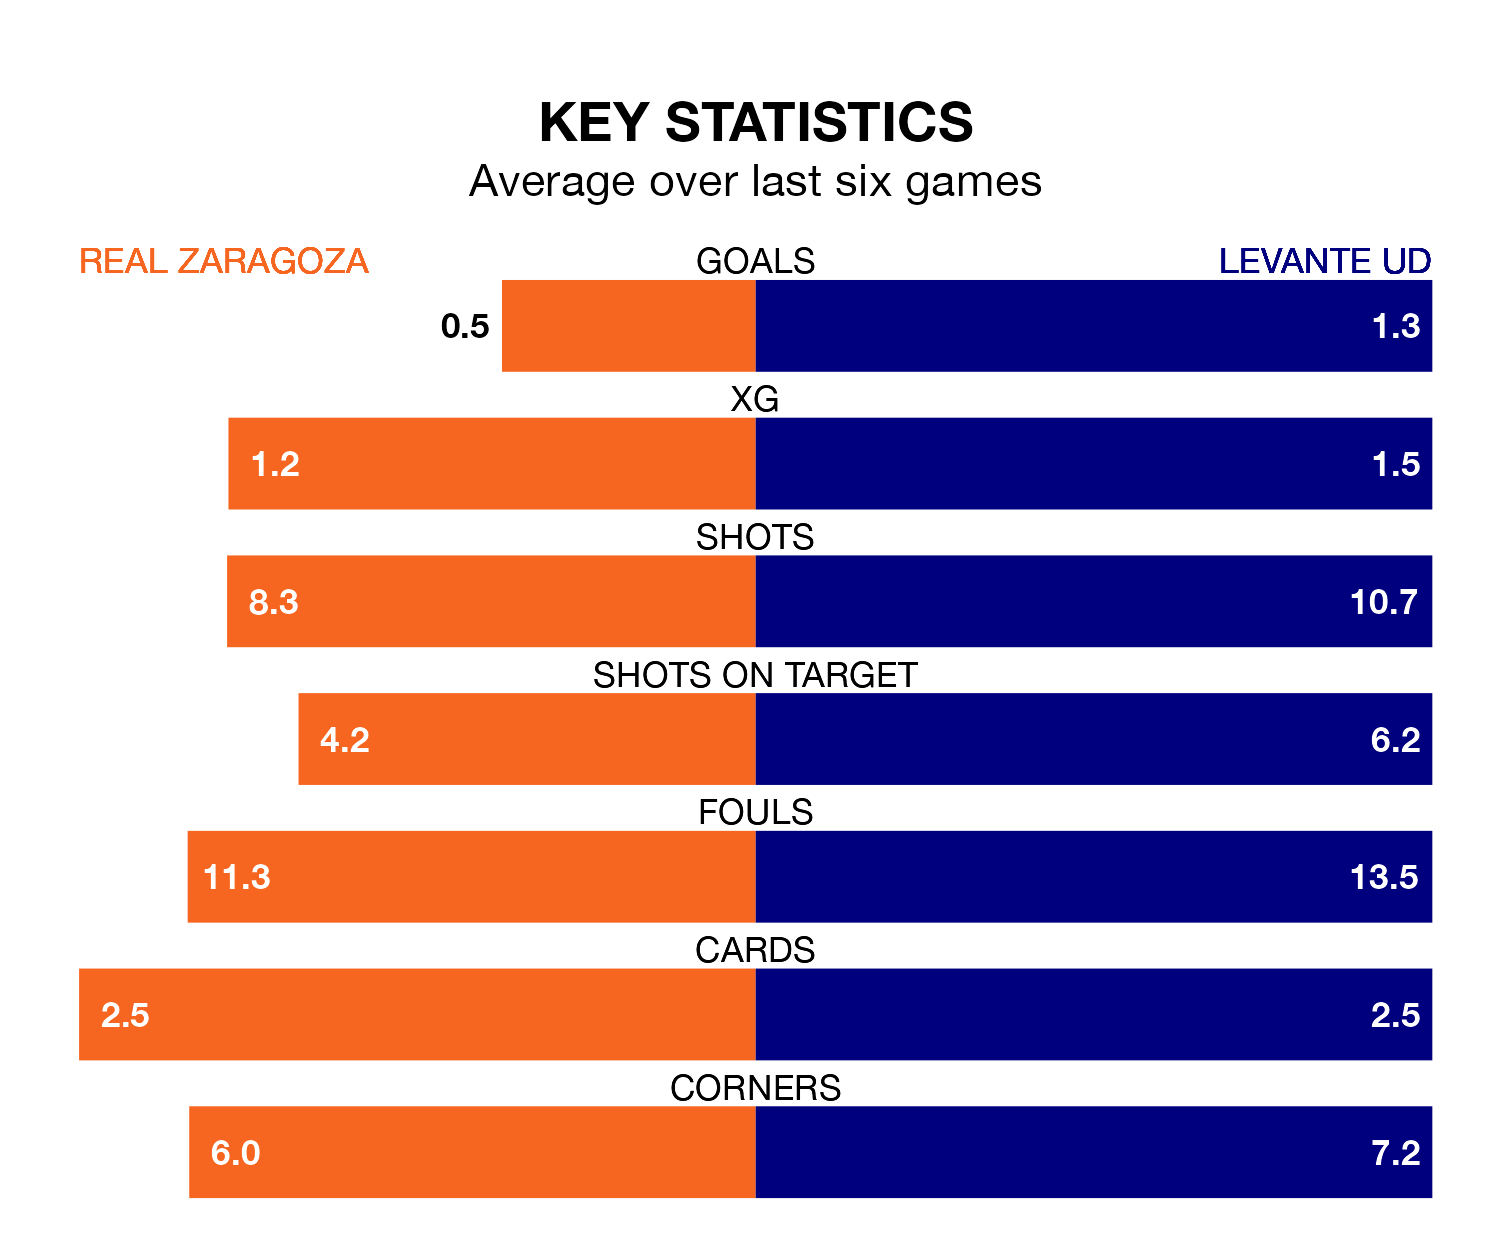 KEY STATISTICS
Average over last six games
REAL ZARAGOZA GOALS LEVANTE UD
0.5 1.3
XG
1.2 1.5
SHOTS
8.3 10.7
SHOTS ON TARGET
4.2 6.2
FOULS
11.3 13.5
CARDS
2.5 2.5
CORNERS
6.0 7.2